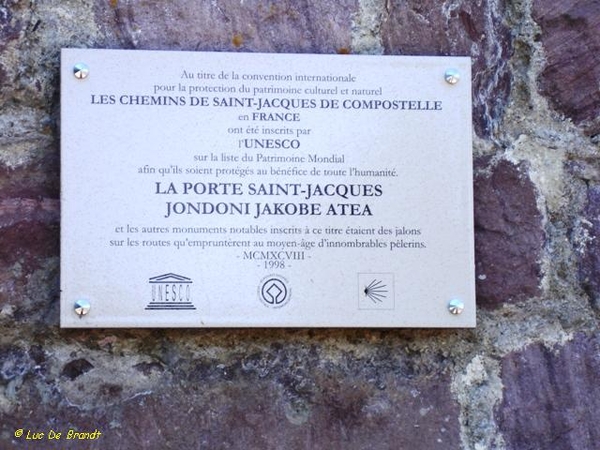 Au titre de la convention internationale
pour la protection du patrimoine culturel et naturel
LES CHEMINS DE SAINT-JACQUES DE COMPOSTELLE
en FRANCE
ont été inscrits par
l'UNESCO
sur la liste du Patrimoine Mondial
afin qu'ils soient protégés au bénéfice de toute l'humanité.
LA PORTE SAINT-JACQUES
JONDONI JAKOBE ATEA
et les autres monuments notables inscrits à ce titre étaient des jalons
sur les routes qu'empruntèrent au moyen-âge d'innombrables pèlerins.
- MCMXCVIII -
- 1998 -
UNESCO
© Luc De Brandt